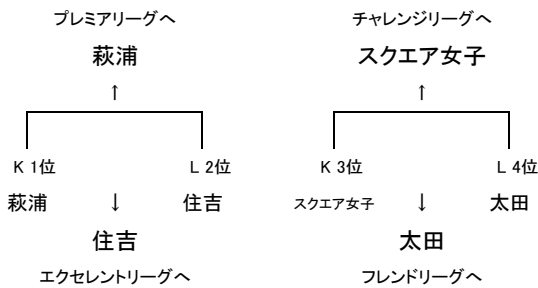 プレミアリーグへ
チャレンジリーグへ
萩浦
スクエア女子
↑
↑
K 1位
L 2位
K 3位
L 4位
萩浦
↓
住吉
スクエア女子
↓
太田
住吉
太田
エクセレントリーグへ
フレンドリーグへ